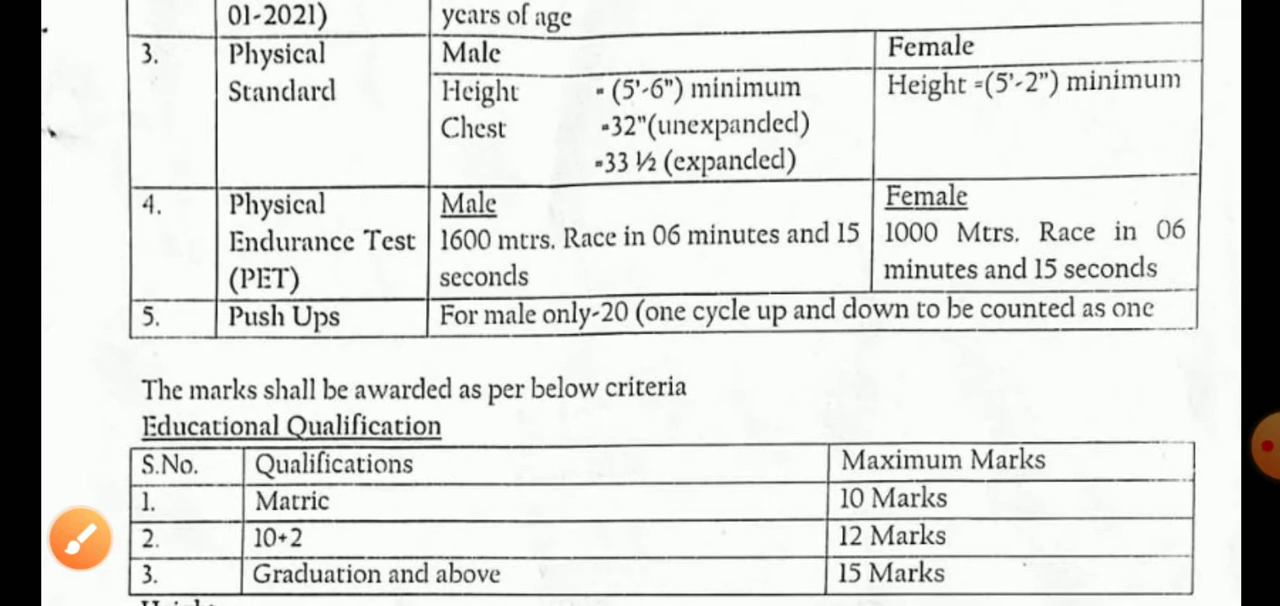 01-2021) years of age
3. Physical Standard Male Female
Height - (5'-6") minimum Height =(5'-2") minimum
Chest -32"(unexpanded)
-33 ½ (expanded)
4. Physical Endurance Test (PET) Male Female
1600 mtrs. Race in 06 minutes and 15 seconds 1000 Mtrs. Race in 06 minutes and 15 seconds
5. Push Ups For male only-20 (one cycle up and down to be counted as one
The marks shall be awarded as per below criteria
Educational Qualification
S.No. Qualifications Maximum Marks
1. Matric 10 Marks
2. 10+2 12 Marks
3. Graduation and above 15 Marks